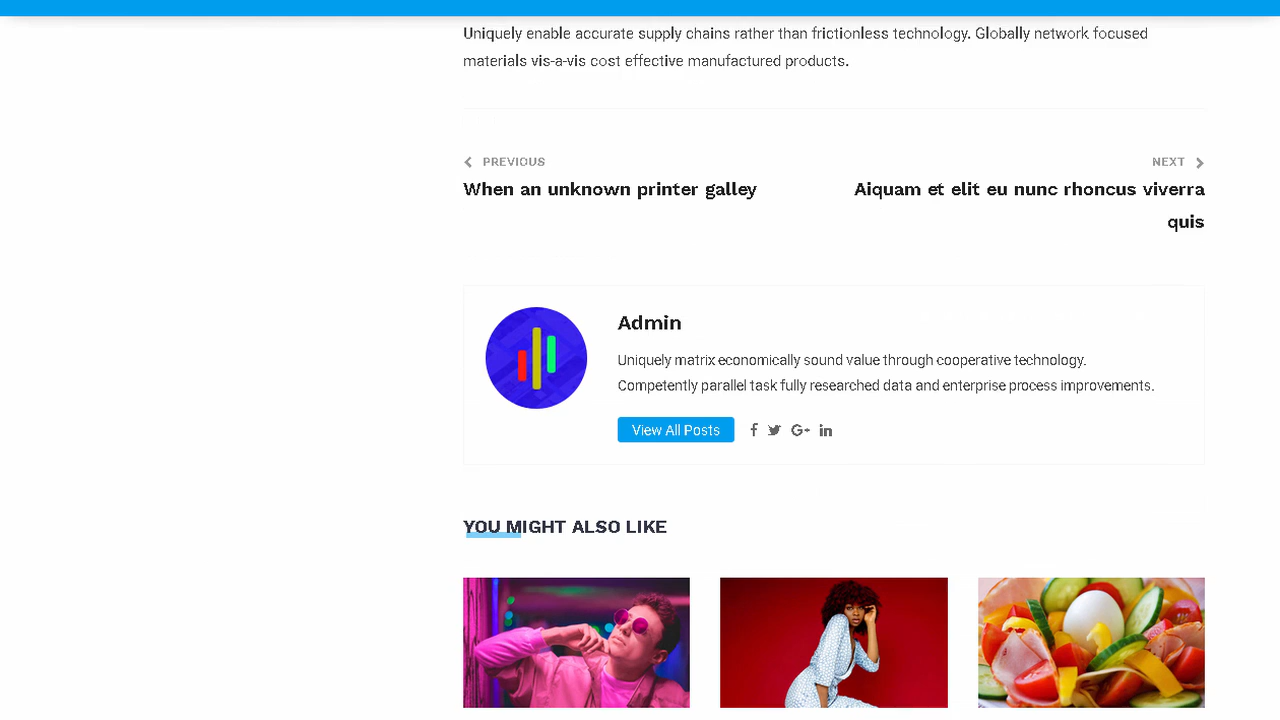 Uniquely enable accurate supply chains rather than frictionless technology. Globally network focused
materials vis-a-vis cost effective manufactured products.
PREVIOUS
When an unknown printer galley
NEXT
Aiquam et elit eu nunc rhoncus viverra
quis
Admin
Uniquely matrix economically sound value through cooperative technology.
Competently parallel task fully researched data and enterprise process improvements.
View All Posts
YOU MIGHT ALSO LIKE